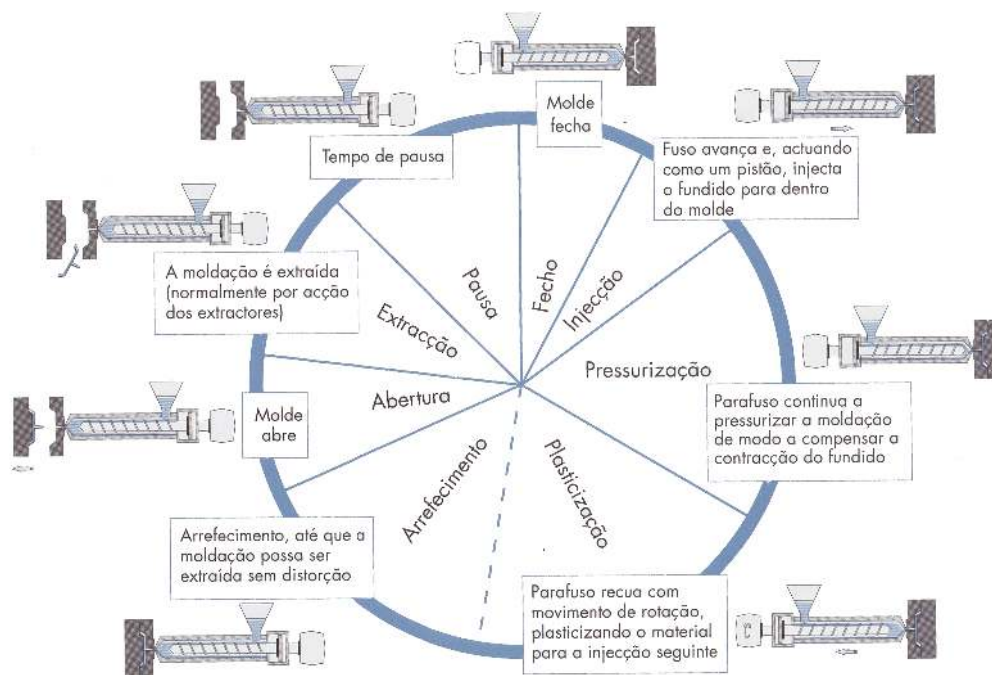 Molde
fecha
Fuso avança e, actuando
como um pistão, injecta
o fundido para dentro
do molde
Tempo de pausa
A moldação é extraída
(normalmente por acção
dos extractores)
Pausa
Fecho
Injecção
Extracção
Pressurização
Abertura
Molde
abre
Parafuso continua a
pressurizar a moldação
de modo a compensar a
contracção do fundido
Arrefecimento
Plasticização
Arrefecimento, até que a
moldação possa ser
extraída sem distorção
Parafuso recua com
movimento de rotação,
plasticizando o material
para a injecção seguinte